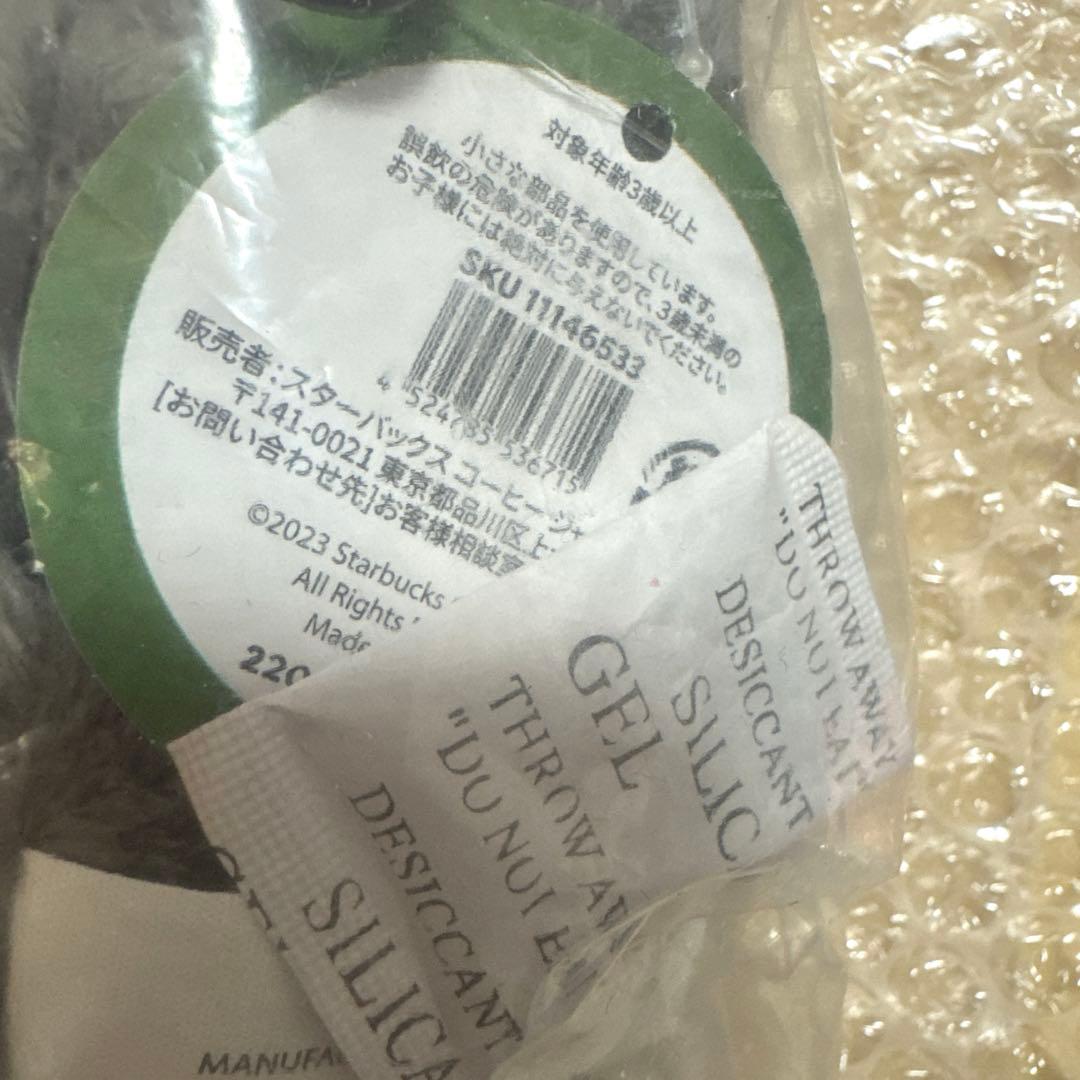 対象年齢3歳以上
小さな部品を使用しています。
誤飲の危険がありますので、3歳未満の
お子様には絶対に与えないでください。
SKU 11146533
販売者:スターバックス コーヒー
〒141-0021 東京都品川区上
[お問い合わせ先]お客様相談室
©2023 Starbucks
All Rights
Made
THROW AWAY
"DO NOT EAT
DESICCANT
SILIC
GEL
THROW
"DO NOT
DESICCANT
SILICA